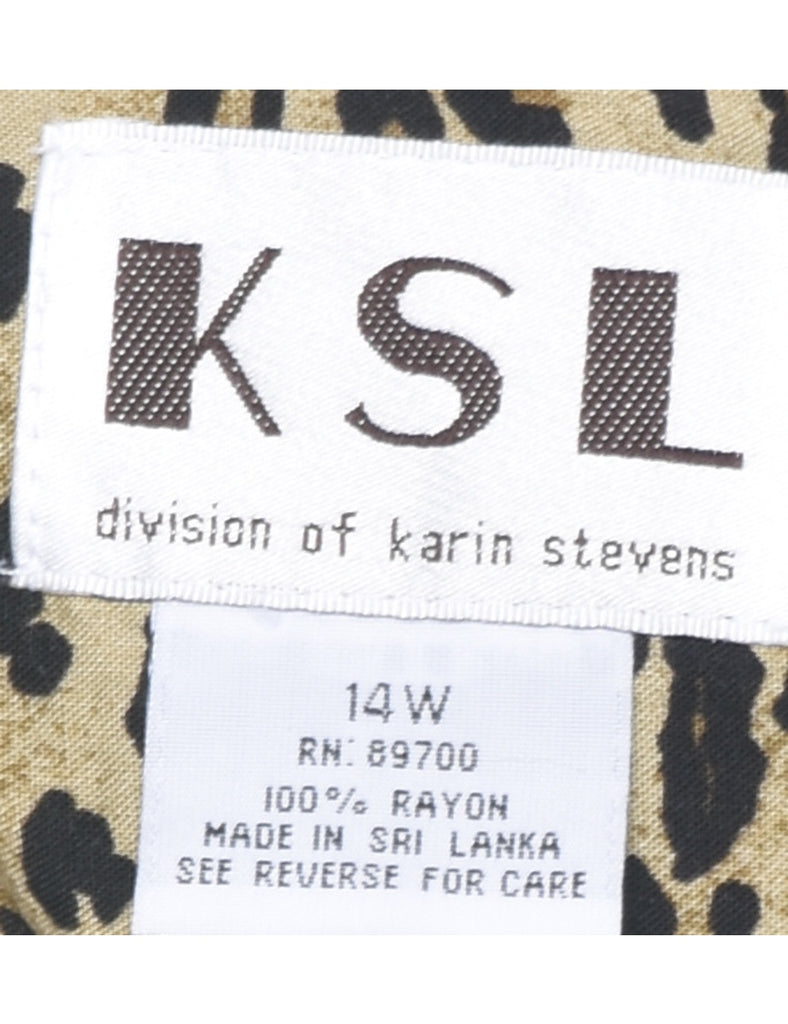 KSL
division of karin stevens
14W
RN: 89700
100% RAYON
MADE IN SRI LANKA
SEE REVERSE FOR CARE